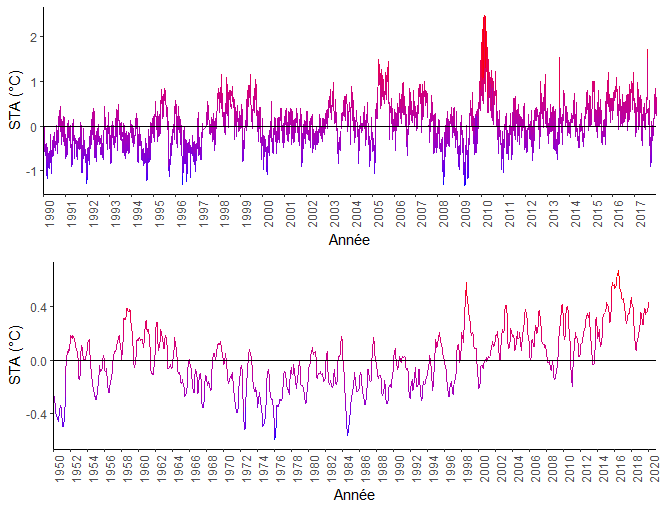 STA (°C)
2
1
0
-1
1990 1991 1992 1993 1994 1995 1996 1997 1998 1999 2000 2001 2002 2003 2004 2005 2006 2007 2008 2009 2010 2011 2012 2013 2014 2015 2016 2017
Année
STA (°C)
0.4
0.0
-0.4
1950 1952 1954 1956 1958 1960 1962 1964 1966 1968 1970 1972 1974 1976 1978 1980 1982 1984 1986 1988 1990 1992 1994 1996 1998 2000 2002 2004 2006 2008 2010 2012 2014 2016 2018 2020
Année